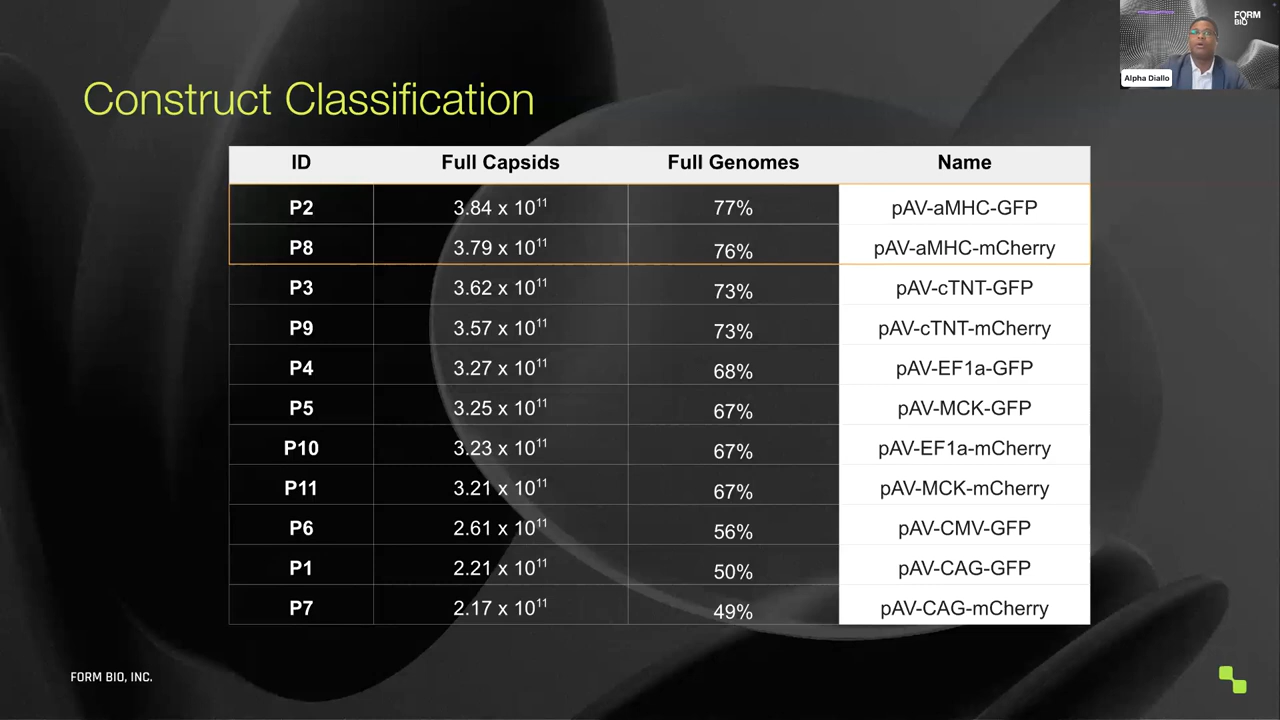 FORM
BIO
Alpha Diallo
Construct Classification
ID Full Capsids Full Genomes Name
P2 3.84 x 10¹¹ 77% pAV-aMHC-GFP
P8 3.79 x 10¹¹ 76% pAV-aMHC-mCherry
P3 3.62 x 10¹¹ 73% pAV-cTNT-GFP
P9 3.57 x 10¹¹ 73% pAV-cTNT-mCherry
P4 3.27 x 10¹¹ 68% pAV-EF1a-GFP
P5 3.25 x 10¹¹ 67% pAV-MCK-GFP
P10 3.23 x 10¹¹ 67% pAV-EF1a-mCherry
P11 3.21 x 10¹¹ 67% pAV-MCK-mCherry
P6 2.61 x 10¹¹ 56% pAV-CMV-GFP
P1 2.21 x 10¹¹ 50% pAV-CAG-GFP
P7 2.17 x 10¹¹ 49% pAV-CAG-mCherry
FORM BIO, INC.